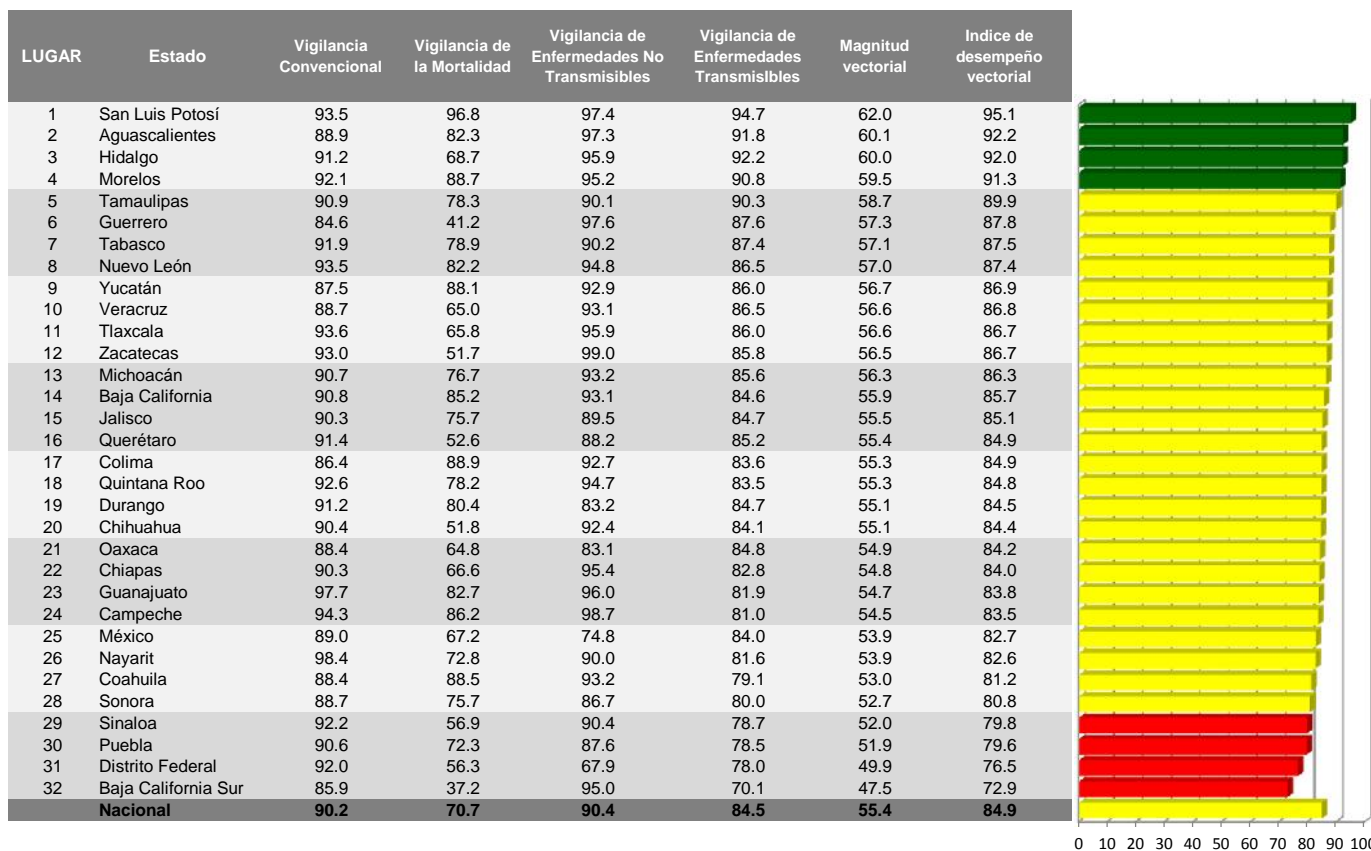 LUGAR Estado Vigilancia Convencional Vigilancia de la Mortalidad Vigilancia de Enfermedades No Transmisibles Vigilancia de Enfermedades TransmisIbles Magnitud vectorial Indice de desempeño vectorial
1 San Luis Potosí 93.5 96.8 97.4 94.7 62.0 95.1
2 Aguascalientes 88.9 82.3 97.3 91.8 60.1 92.2
3 Hidalgo 91.2 68.7 95.9 92.2 60.0 92.0
4 Morelos 92.1 88.7 95.2 90.8 59.5 91.3
5 Tamaulipas 90.9 78.3 90.1 90.3 58.7 89.9
6 Guerrero 84.6 41.2 97.6 87.6 57.3 87.8
7 Tabasco 91.9 78.9 90.2 87.4 57.1 87.5
8 Nuevo León 93.5 82.2 94.8 86.5 57.0 87.4
9 Yucatán 87.5 88.1 92.9 86.0 56.7 86.9
10 Veracruz 88.7 65.0 93.1 86.5 56.6 86.8
11 Tlaxcala 93.6 65.8 95.9 86.0 56.6 86.7
12 Zacatecas 93.0 51.7 99.0 85.8 56.5 86.7
13 Michoacán 90.7 76.7 93.2 85.6 56.3 86.3
14 Baja California 90.8 85.2 93.1 84.6 55.9 85.7
15 Jalisco 90.3 75.7 89.5 84.7 55.5 85.1
16 Querétaro 91.4 52.6 88.2 85.2 55.4 84.9
17 Colima 86.4 88.9 92.7 83.6 55.3 84.9
18 Quintana Roo 92.6 78.2 94.7 83.5 55.3 84.8
19 Durango 91.2 80.4 83.2 84.7 55.1 84.5
20 Chihuahua 90.4 51.8 92.4 84.1 55.1 84.4
21 Oaxaca 88.4 64.8 83.1 84.8 54.9 84.2
22 Chiapas 90.3 66.6 95.4 82.8 54.8 84.0
23 Guanajuato 97.7 82.7 96.0 81.9 54.7 83.8
24 Campeche 94.3 86.2 98.7 81.0 54.5 83.5
25 México 89.0 67.2 74.8 84.0 53.9 82.7
26 Nayarit 98.4 72.8 90.0 81.6 53.9 82.6
27 Coahuila 88.4 88.5 93.2 79.1 53.0 81.2
28 Sonora 88.7 75.7 86.7 80.0 52.7 80.8
29 Sinaloa 92.2 56.9 90.4 78.7 52.0 79.8
30 Puebla 90.6 72.3 87.6 78.5 51.9 79.6
31 Distrito Federal 92.0 56.3 67.9 78.0 49.9 76.5
32 Baja California Sur 85.9 37.2 95.0 70.1 47.5 72.9
Nacional 90.2 70.7 90.4 84.5 55.4 84.9
0 10 20 30 40 50 60 70 80 90 100